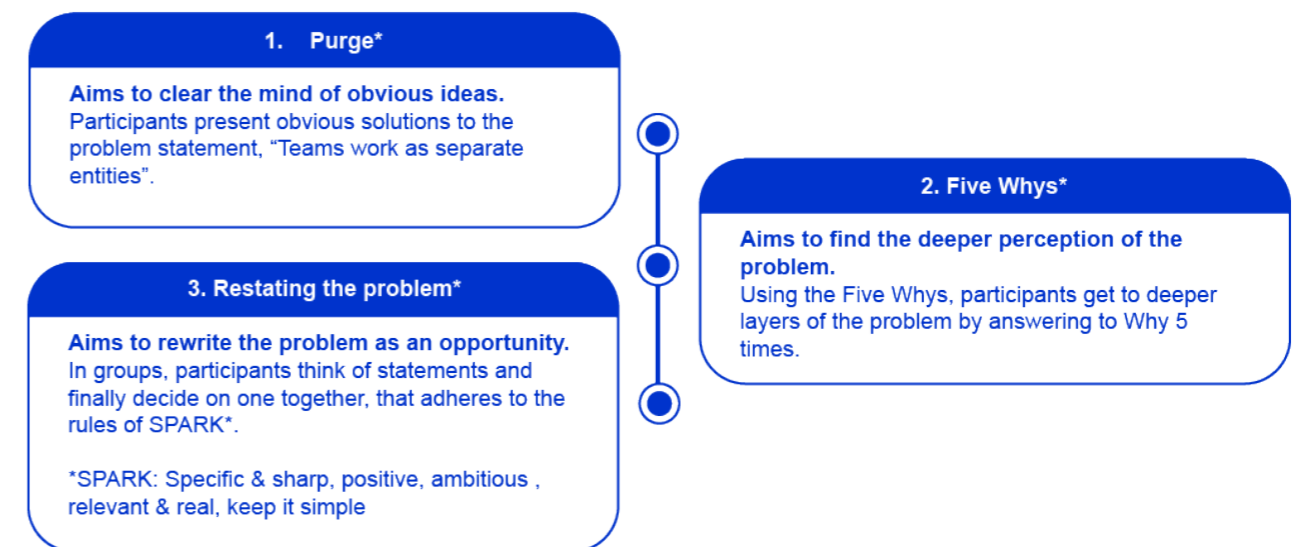 1. Purge*
Aims to clear the mind of obvious ideas.
Participants present obvious solutions to the
problem statement, “Teams work as separate
entities”.
2. Five Whys*
Aims to find the deeper perception of the
problem.
Using the Five Whys, participants get to deeper
layers of the problem by answering to Why 5
times.
3. Restating the problem*
Aims to rewrite the problem as an opportunity.
In groups, participants think of statements and
finally decide on one together, that adheres to the
rules of SPARK*.
*SPARK: Specific & sharp, positive, ambitious ,
relevant & real, keep it simple